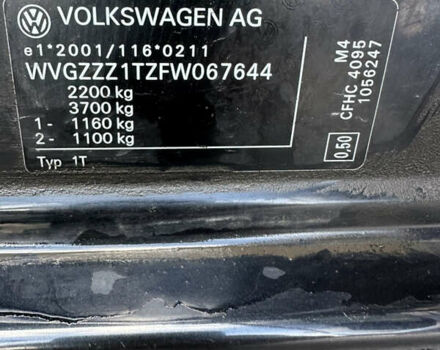 VOLKSWAGEN AG
e1*2001/116*0211
WVGZZZ1TZFW067644
2200 kg
3700 kg
1 - 1160 kg
2 - 1100 kg
Typ 1T
M4
CFHC 4095
1056247
0,50